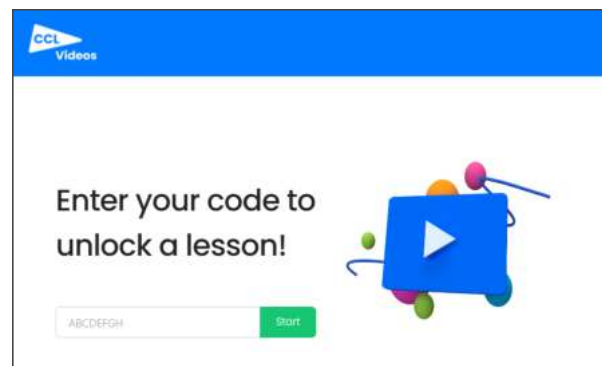 CCL
Videos
Enter your code to
unlock a lesson!
ABCDEFGH
Start